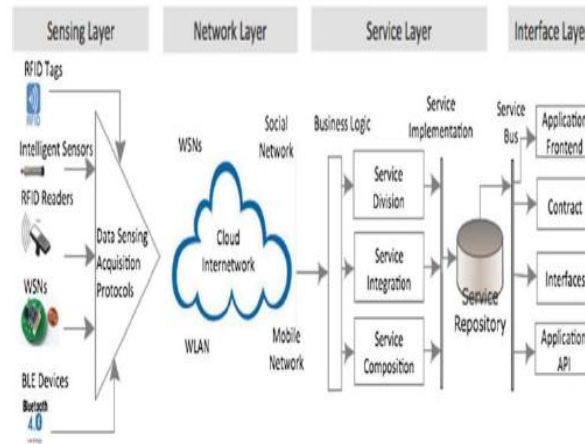 Sensing Layer
Network Layer
Service Layer
Interface Layer
RFID Tags
RFID
Intelligent Sensors
RFID Readers
WSNs
BLE Devices
Bluetooth
4.0
Data Sensing
Acquisition
Protocols
WSNs
Social
Network
Cloud
Internetwork
WLAN
Mobile
Network
Business Logic
Service
Division
Service
Integration
Service
Composition
Service
Implementation
Service
Repository
Service
Bus
Application
Frontend
Contract
Interfaces
Application
API